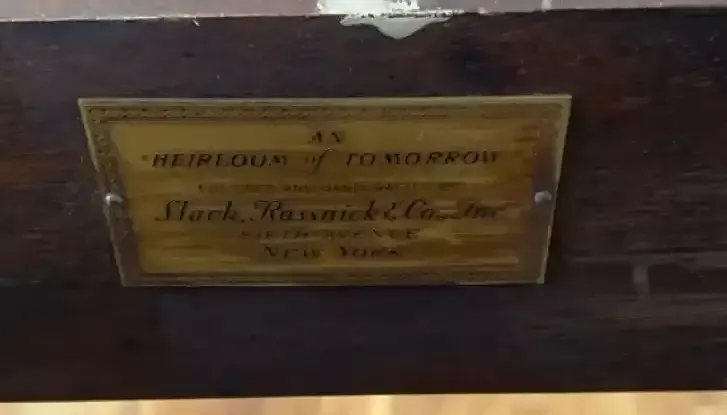 AN
"HEIRLOOM of TOMORROW"
Slack, Rassnick & Co., Inc.
FIFTH AVENUE
NEW YORK